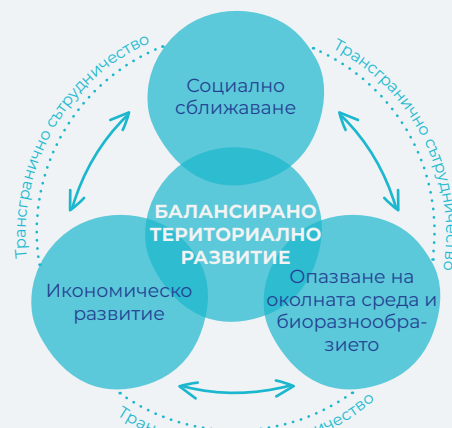 Трансгранично сътрудничество
Трансгранично сътрудничество
Социално
сближаване
БАЛАНСИРАНО
ТЕРИТОРИАЛНО
РАЗВИТИЕ
Икономическо
развитие
Опазване на
околната среда и
биоразнообра-
зието